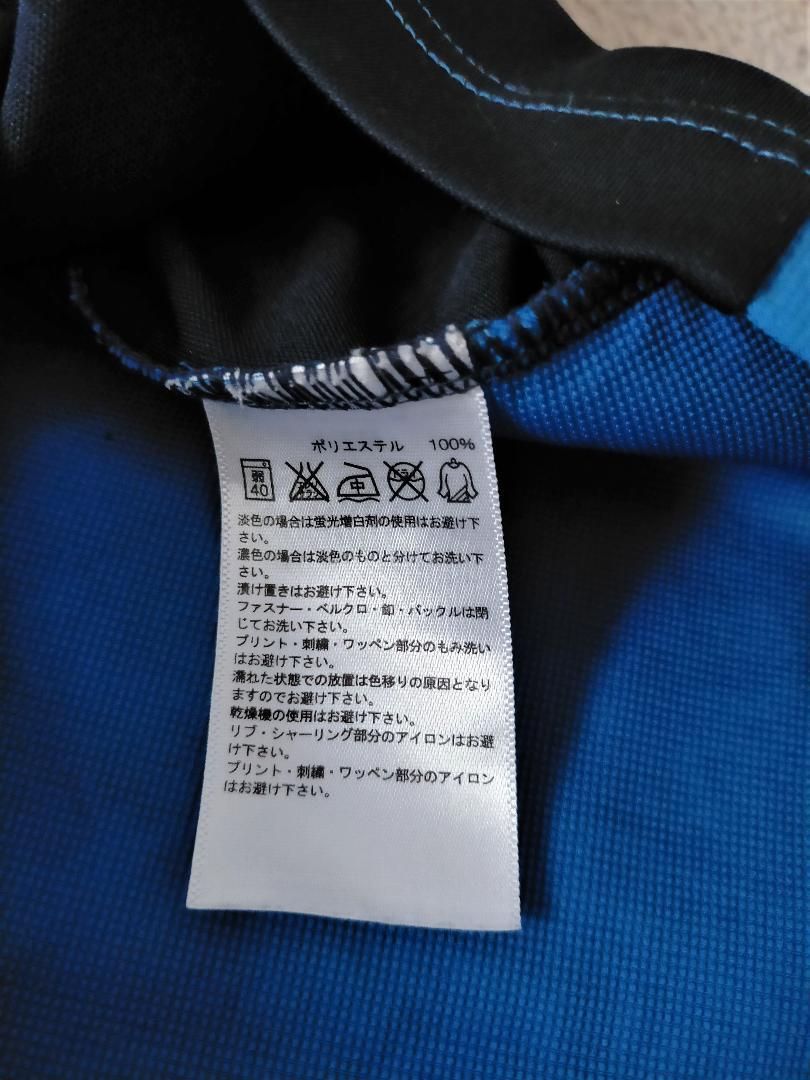 ポリエステル 100%
弱 40 エンソサラシ 中 ドライ
淡色の場合は蛍光増白剤の使用はお避け下
さい。
濃色の場合は淡色のものと分けてお洗い下
さい。
漬け置きはお避け下さい。
ファスナー・ベルクロ・釦・バックルは閉
じてお洗い下さい。
プリント・刺繍・ワッペン部分のもみ洗い
はお避け下さい。
濡れた状態での放置は色移りの原因となり
ますのでお避け下さい。
乾燥機の使用はお避け下さい。
リブ・シャーリング部分のアイロンはお避
け下さい。
プリント・刺繍・ワッペン部分のアイロン
はお避け下さい。